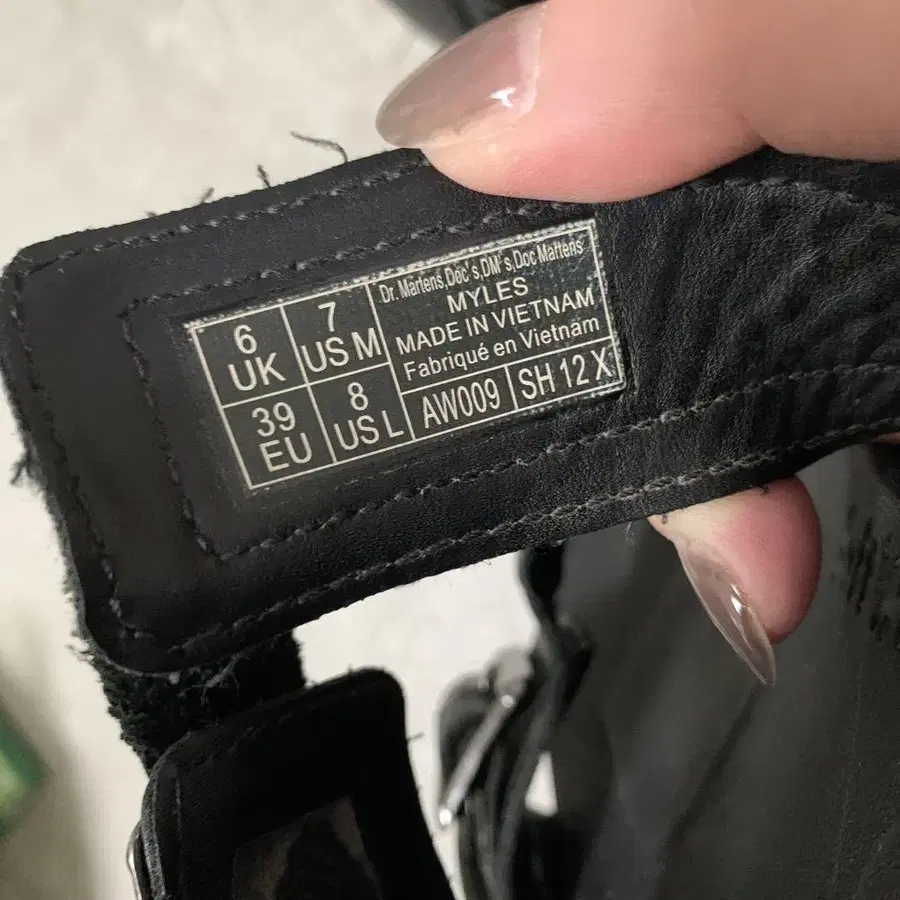 6
UK
7
US M
39
EU
8
US L
Dr. Martens,Doc's,DM's,Doc Martens
MYLES
MADE IN VIETNAM
Fabriqué en Vietnam
AW009
SH 12 X